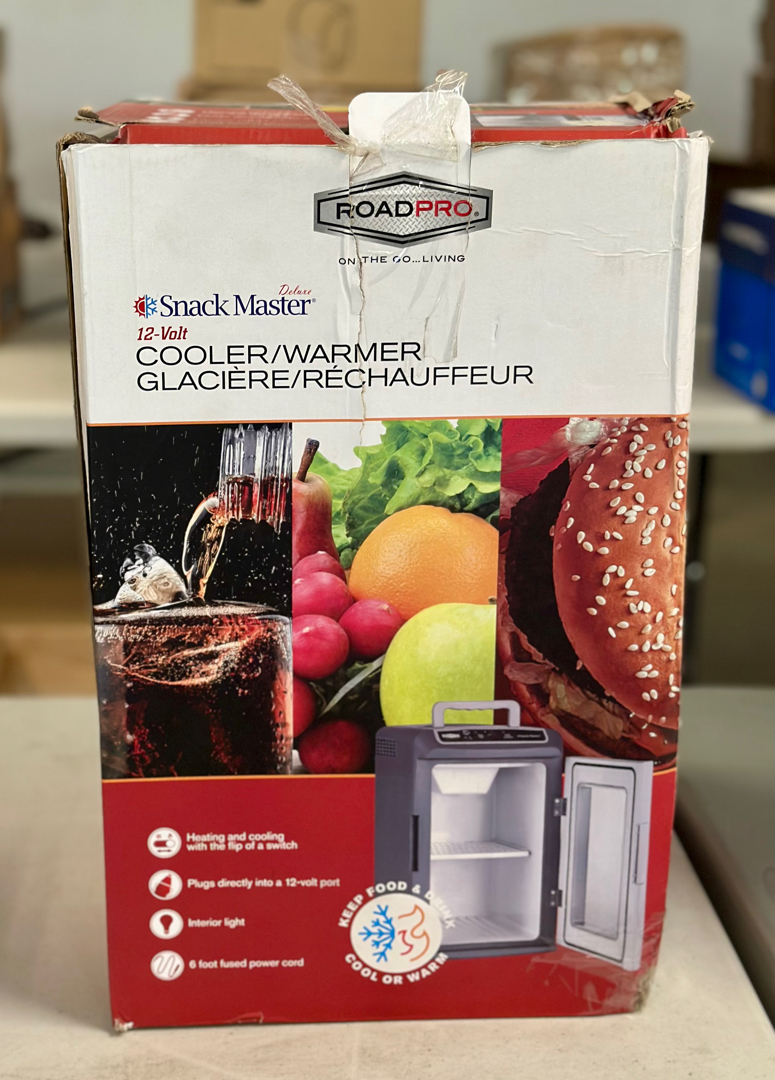 ROADPRO®
ON THE GO...LIVING
Deluxe
Snack Master®
12-Volt
COOLER/WARMER
GLACIÈRE/RÉCHAUFFEUR
Heating and cooling
with the flip of a switch
Plugs directly into a 12-volt port
Interior light
6 foot fused power cord
KEEP FOOD & DRINK
COOL OR WARM